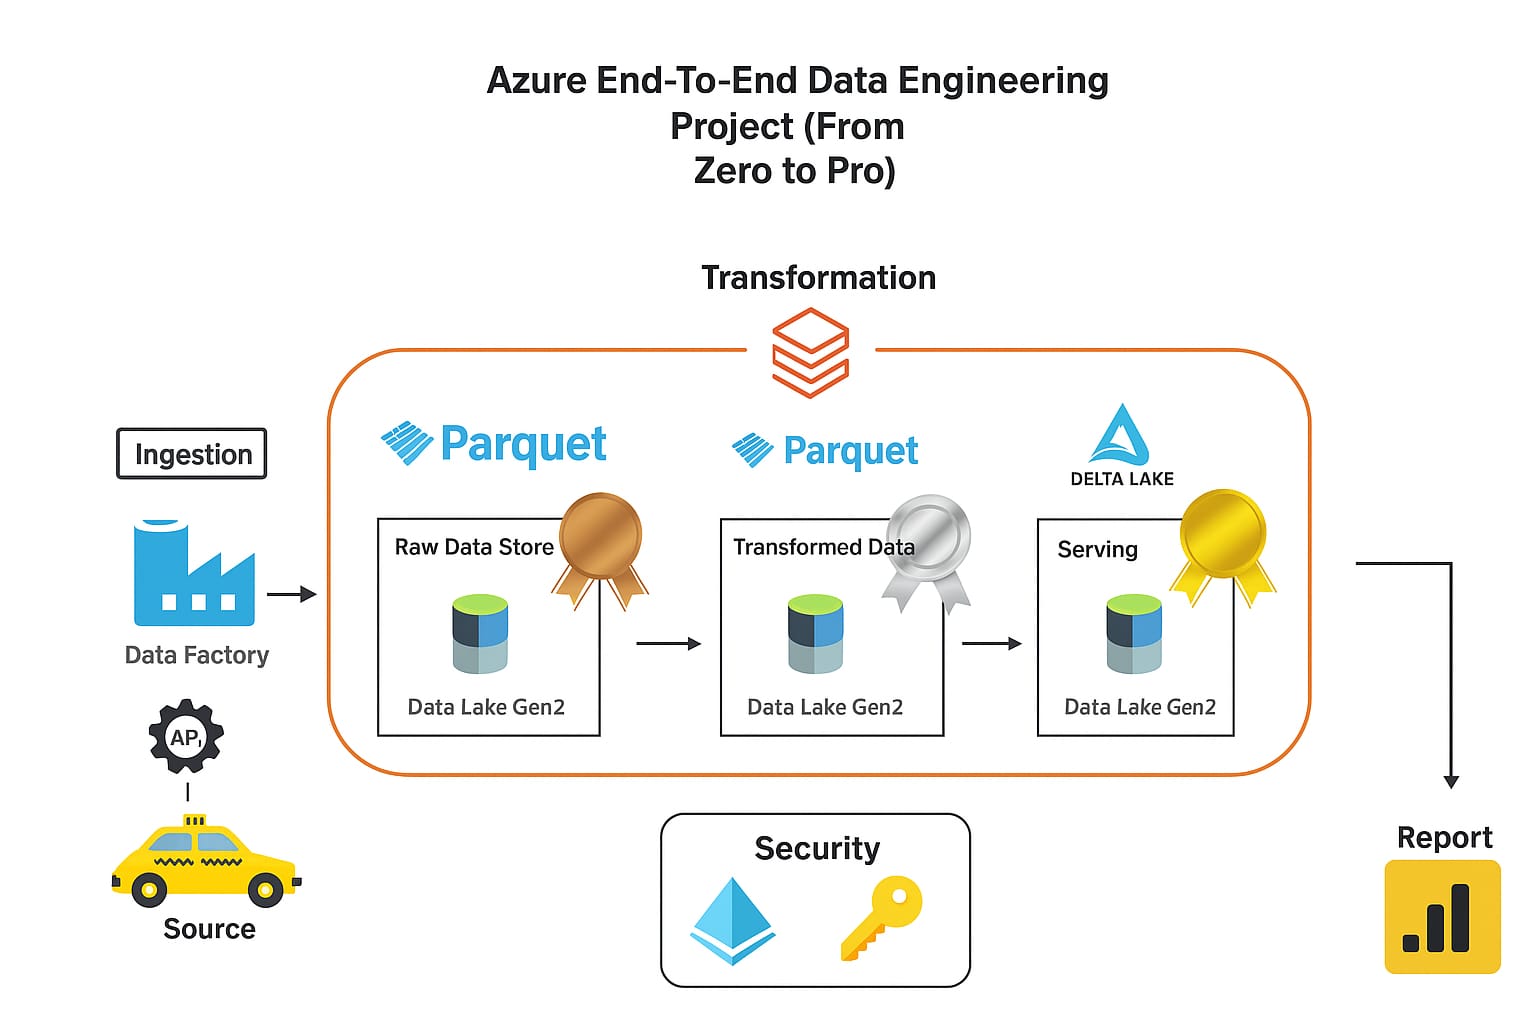 Azure End-To-End Data Engineering
Project (From
Zero to Pro)
Transformation
Ingestion
Parquet
Parquet
DELTA LAKE
Raw Data Store
Transformed Data
Serving
Data Factory
Data Lake Gen2
Data Lake Gen2
Data Lake Gen2
API
Source
Security
Report